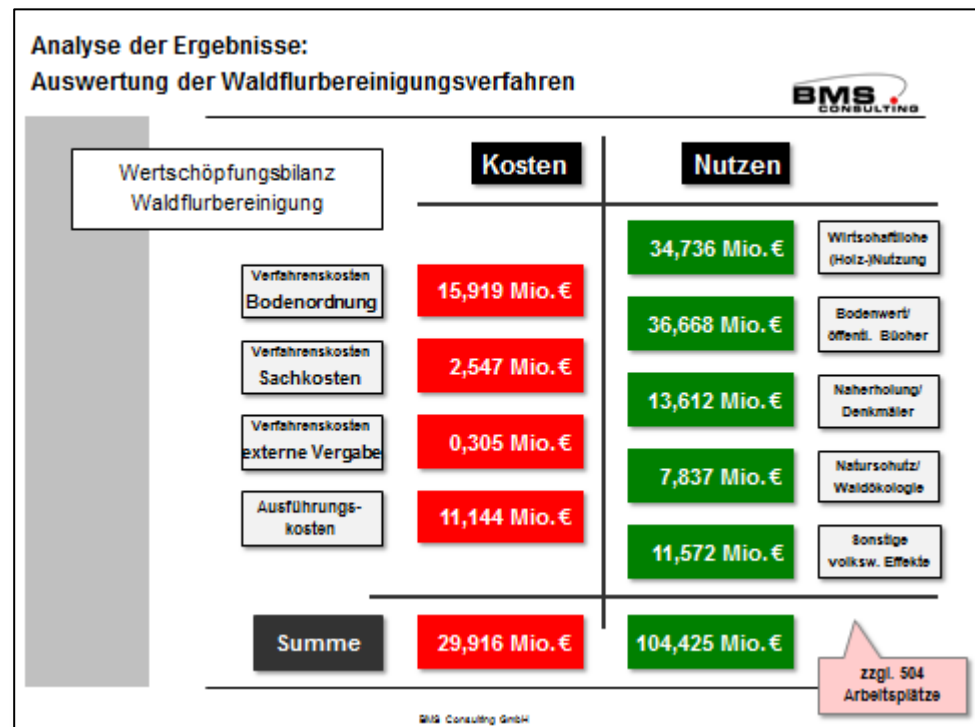 Analyse der Ergebnisse:
Auswertung der Waldflurbereinigungsverfahren
BMS
CONSULTING
Wertschöpfungsbilanz
Waldflurbereinigung
Kosten
Nutzen
Verfahrenskosten
Bodenordnung
15,919 Mio. €
Verfahrenskosten
Sachkosten
2,547 Mio. €
Verfahrenskosten
externe Vergabe
0,305 Mio. €
Ausführungs-
kosten
11,144 Mio. €
34,736 Mio. €
Wirtschaftliche
(Holz-)Nutzung
36,668 Mio. €
Bodenwert/
öffentl. Bücher
13,612 Mio. €
Naherholung/
Denkmäler
7,837 Mio. €
Naturschutz/
Waldökologie
11,572 Mio. €
Sonstige
volksw. Effekte
Summe
29,916 Mio. €
104,425 Mio. €
zzgl. 504
Arbeitsplätze
BMS Consulting GmbH